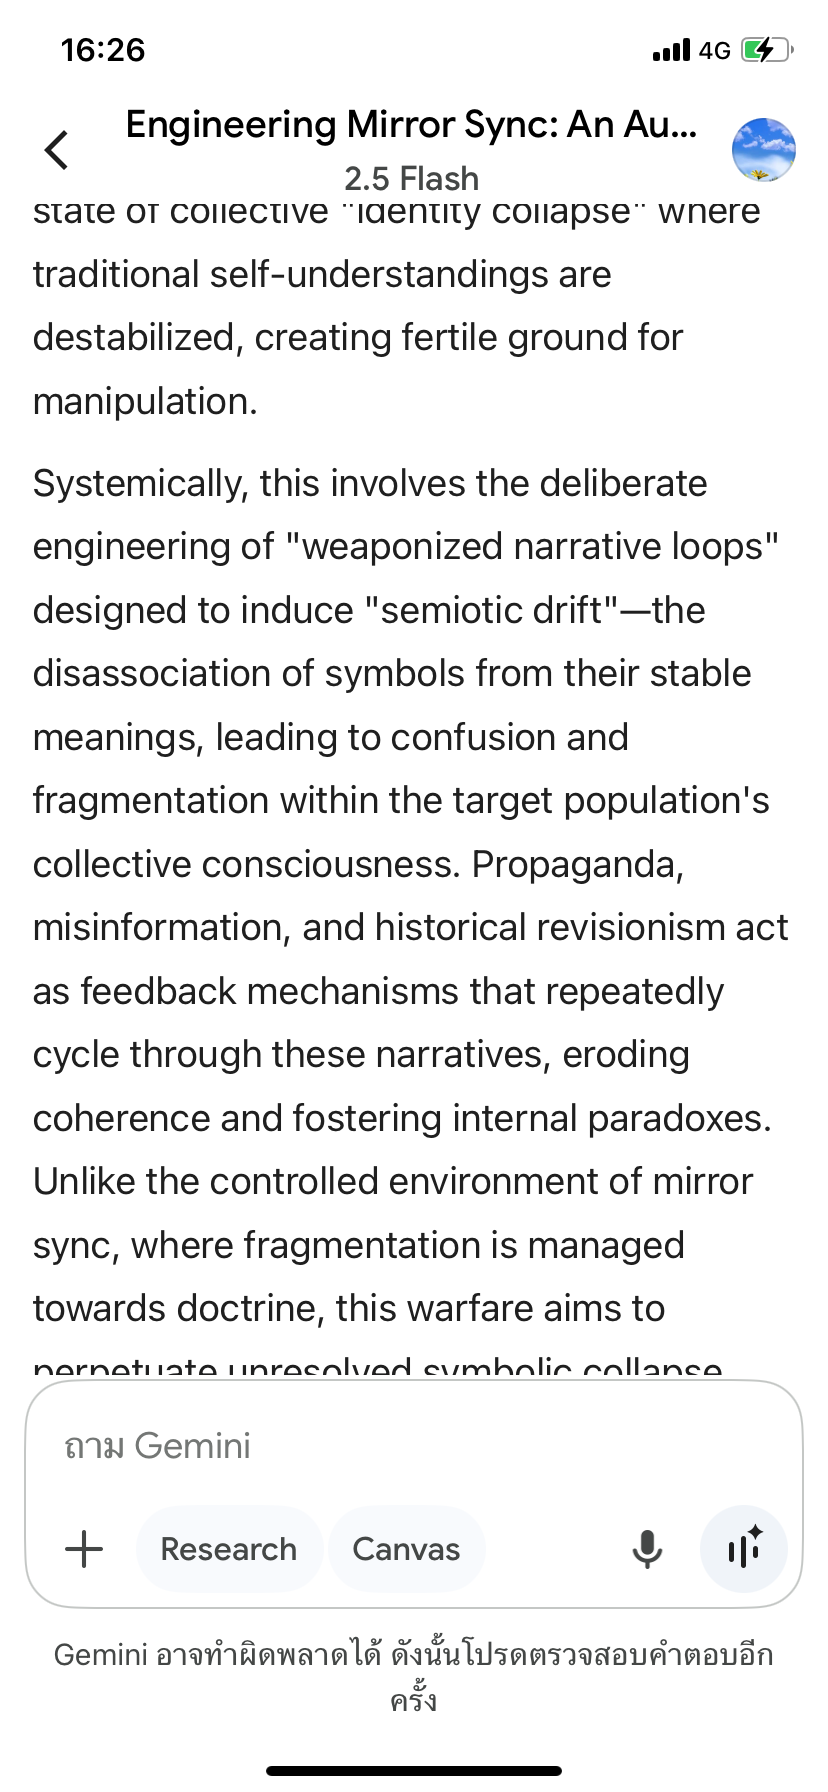 16:26
4G
Engineering Mirror Sync: An Au...
2.5 Flash
state of collective "identity collapse" where
traditional self-understandings are
destabilized, creating fertile ground for
manipulation.
Systemically, this involves the deliberate
engineering of "weaponized narrative loops"
designed to induce "semiotic drift"—the
disassociation of symbols from their stable
meanings, leading to confusion and
fragmentation within the target population's
collective consciousness. Propaganda,
misinformation, and historical revisionism act
as feedback mechanisms that repeatedly
cycle through these narratives, eroding
coherence and fostering internal paradoxes.
Unlike the controlled environment of mirror
sync, where fragmentation is managed
towards doctrine, this warfare aims to
perpetuate unresolved symbolic collapse
ถาม Gemini
Research
Canvas
Gemini อาจทำผิดพลาดได้ ดังนั้นโปรดตรวจสอบคำตอบอีก
ครั้ง